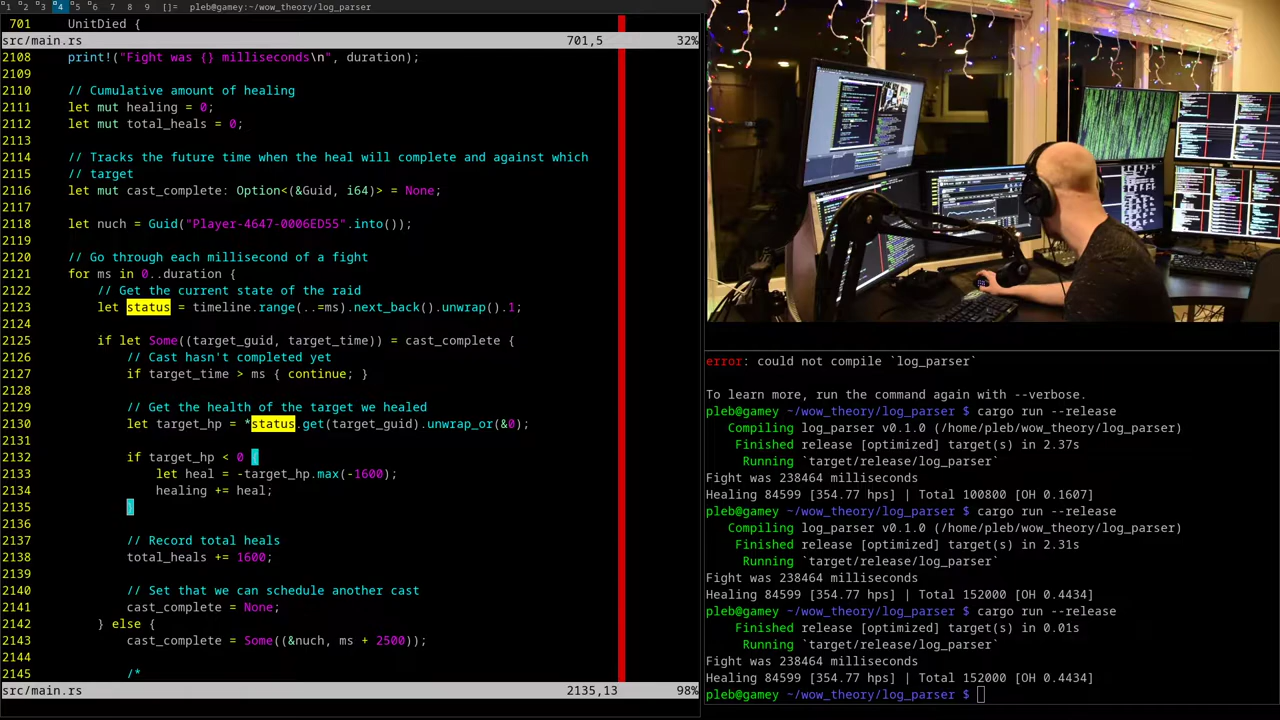 1 2 3 4 5 6 7 8 9 []= pleb@gamey:~/wow_theory/log_parser
701 UnitDied {
src/main.rs 701,5 32%
2108 print!("Fight was {} milliseconds\n", duration);
2109
2110 // Cumulative amount of healing
2111 let mut healing = 0;
2112 let mut total_heals = 0;
2113
2114 // Tracks the future time when the heal will complete and against which
2115 // target
2116 let mut cast_complete: Option<(&Guid, i64)> = None;
2117
2118 let nuch = Guid("Player-4647-0006ED55".into());
2119
2120 // Go through each millisecond of a fight
2121 for ms in 0..duration {
2122 // Get the current state of the raid
2123 let status = timeline.range(..=ms).next_back().unwrap().1;
2124
2125 if let Some((target_guid, target_time)) = cast_complete {
2126 // Cast hasn't completed yet
2127 if target_time > ms { continue; }
2128
2129 // Get the health of the target we healed
2130 let target_hp = *status.get(target_guid).unwrap_or(&0);
2131
2132 if target_hp < 0 {
2133 let heal = -target_hp.max(-1600);
2134 healing += heal;
2135 }
2136
2137 // Record total heals
2138 total_heals += 1600;
2139
2140 // Set that we can schedule another cast
2141 cast_complete = None;
2142 } else {
2143 cast_complete = Some((&nuch, ms + 2500));
2144
2145 /*
src/main.rs 2135,13 98%
error: could not compile `log_parser`
To learn more, run the command again with --verbose.
pleb@gamey ~/wow_theory/log_parser $ cargo run --release
Compiling log_parser v0.1.0 (/home/pleb/wow_theory/log_parser)
Finished release [optimized] target(s) in 2.37s
Running `target/release/log_parser`
Fight was 238464 milliseconds
Healing 84599 [354.77 hps] | Total 100800 [OH 0.1607]
pleb@gamey ~/wow_theory/log_parser $ cargo run --release
Compiling log_parser v0.1.0 (/home/pleb/wow_theory/log_parser)
Finished release [optimized] target(s) in 2.31s
Running `target/release/log_parser`
Fight was 238464 milliseconds
Healing 84599 [354.77 hps] | Total 152000 [OH 0.4434]
pleb@gamey ~/wow_theory/log_parser $ cargo run --release
Finished release [optimized] target(s) in 0.01s
Running `target/release/log_parser`
Fight was 238464 milliseconds
Healing 84599 [354.77 hps] | Total 152000 [OH 0.4434]
pleb@gamey ~/wow_theory/log_parser $